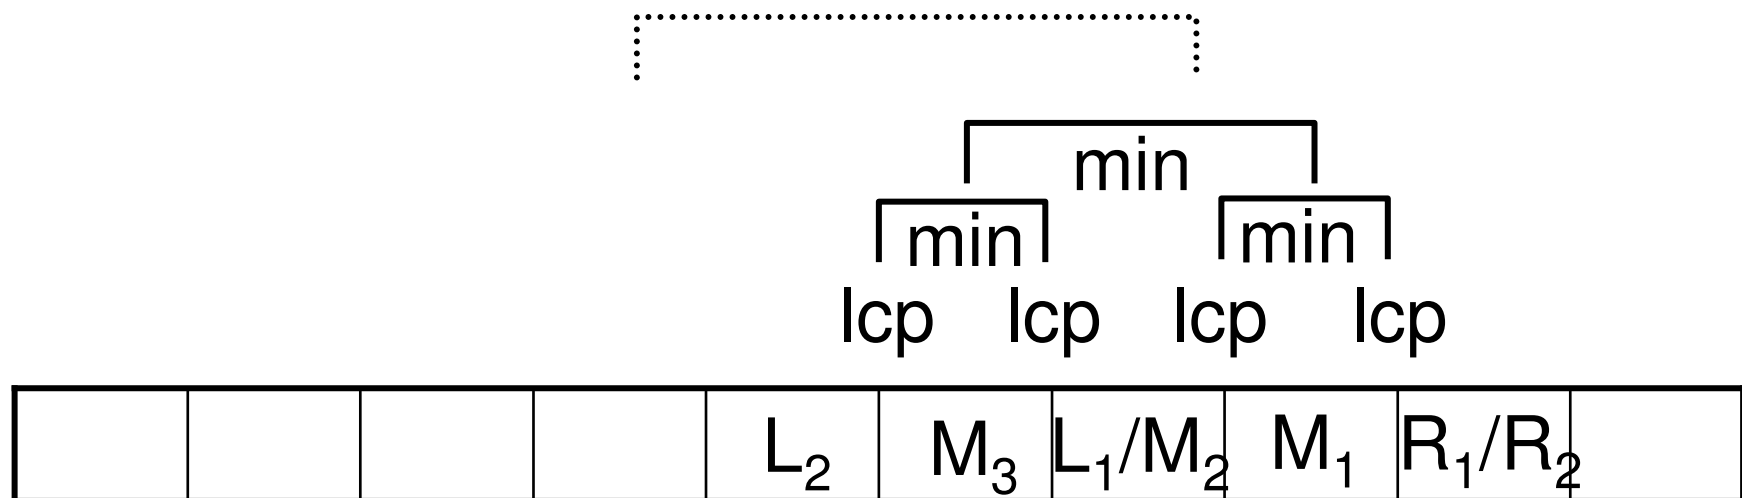 min
min min
lcp lcp lcp lcp
L₂ M₃ L₁/M₂ M₁ R₁/R₂